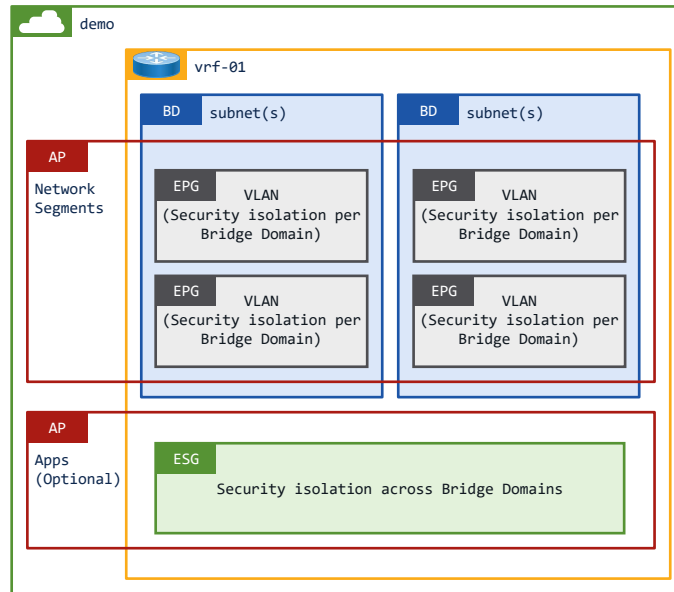 demo
vrf-01
BD
subnet(s)
BD
subnet(s)
AP
Network
Segments
EPG
VLAN
(Security isolation per
Bridge Domain)
EPG
VLAN
(Security isolation per
Bridge Domain)
EPG
VLAN
(Security isolation per
Bridge Domain)
EPG
VLAN
(Security isolation per
Bridge Domain)
AP
Apps
(Optional)
ESG
Security isolation across Bridge Domains